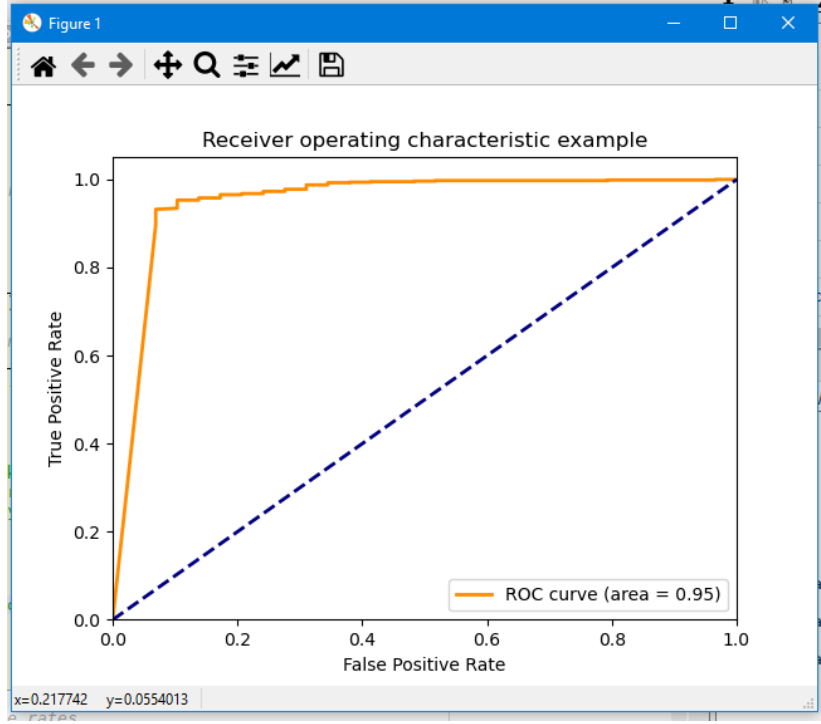 Figure 1
Receiver operating characteristic example
1.0
0.8
0.6
0.4
0.2
0.0
True Positive Rate
ROC curve (area = 0.95)
0.0 0.2 0.4 0.6 0.8 1.0
False Positive Rate
x=0.217742 y=0.0554013
e rates